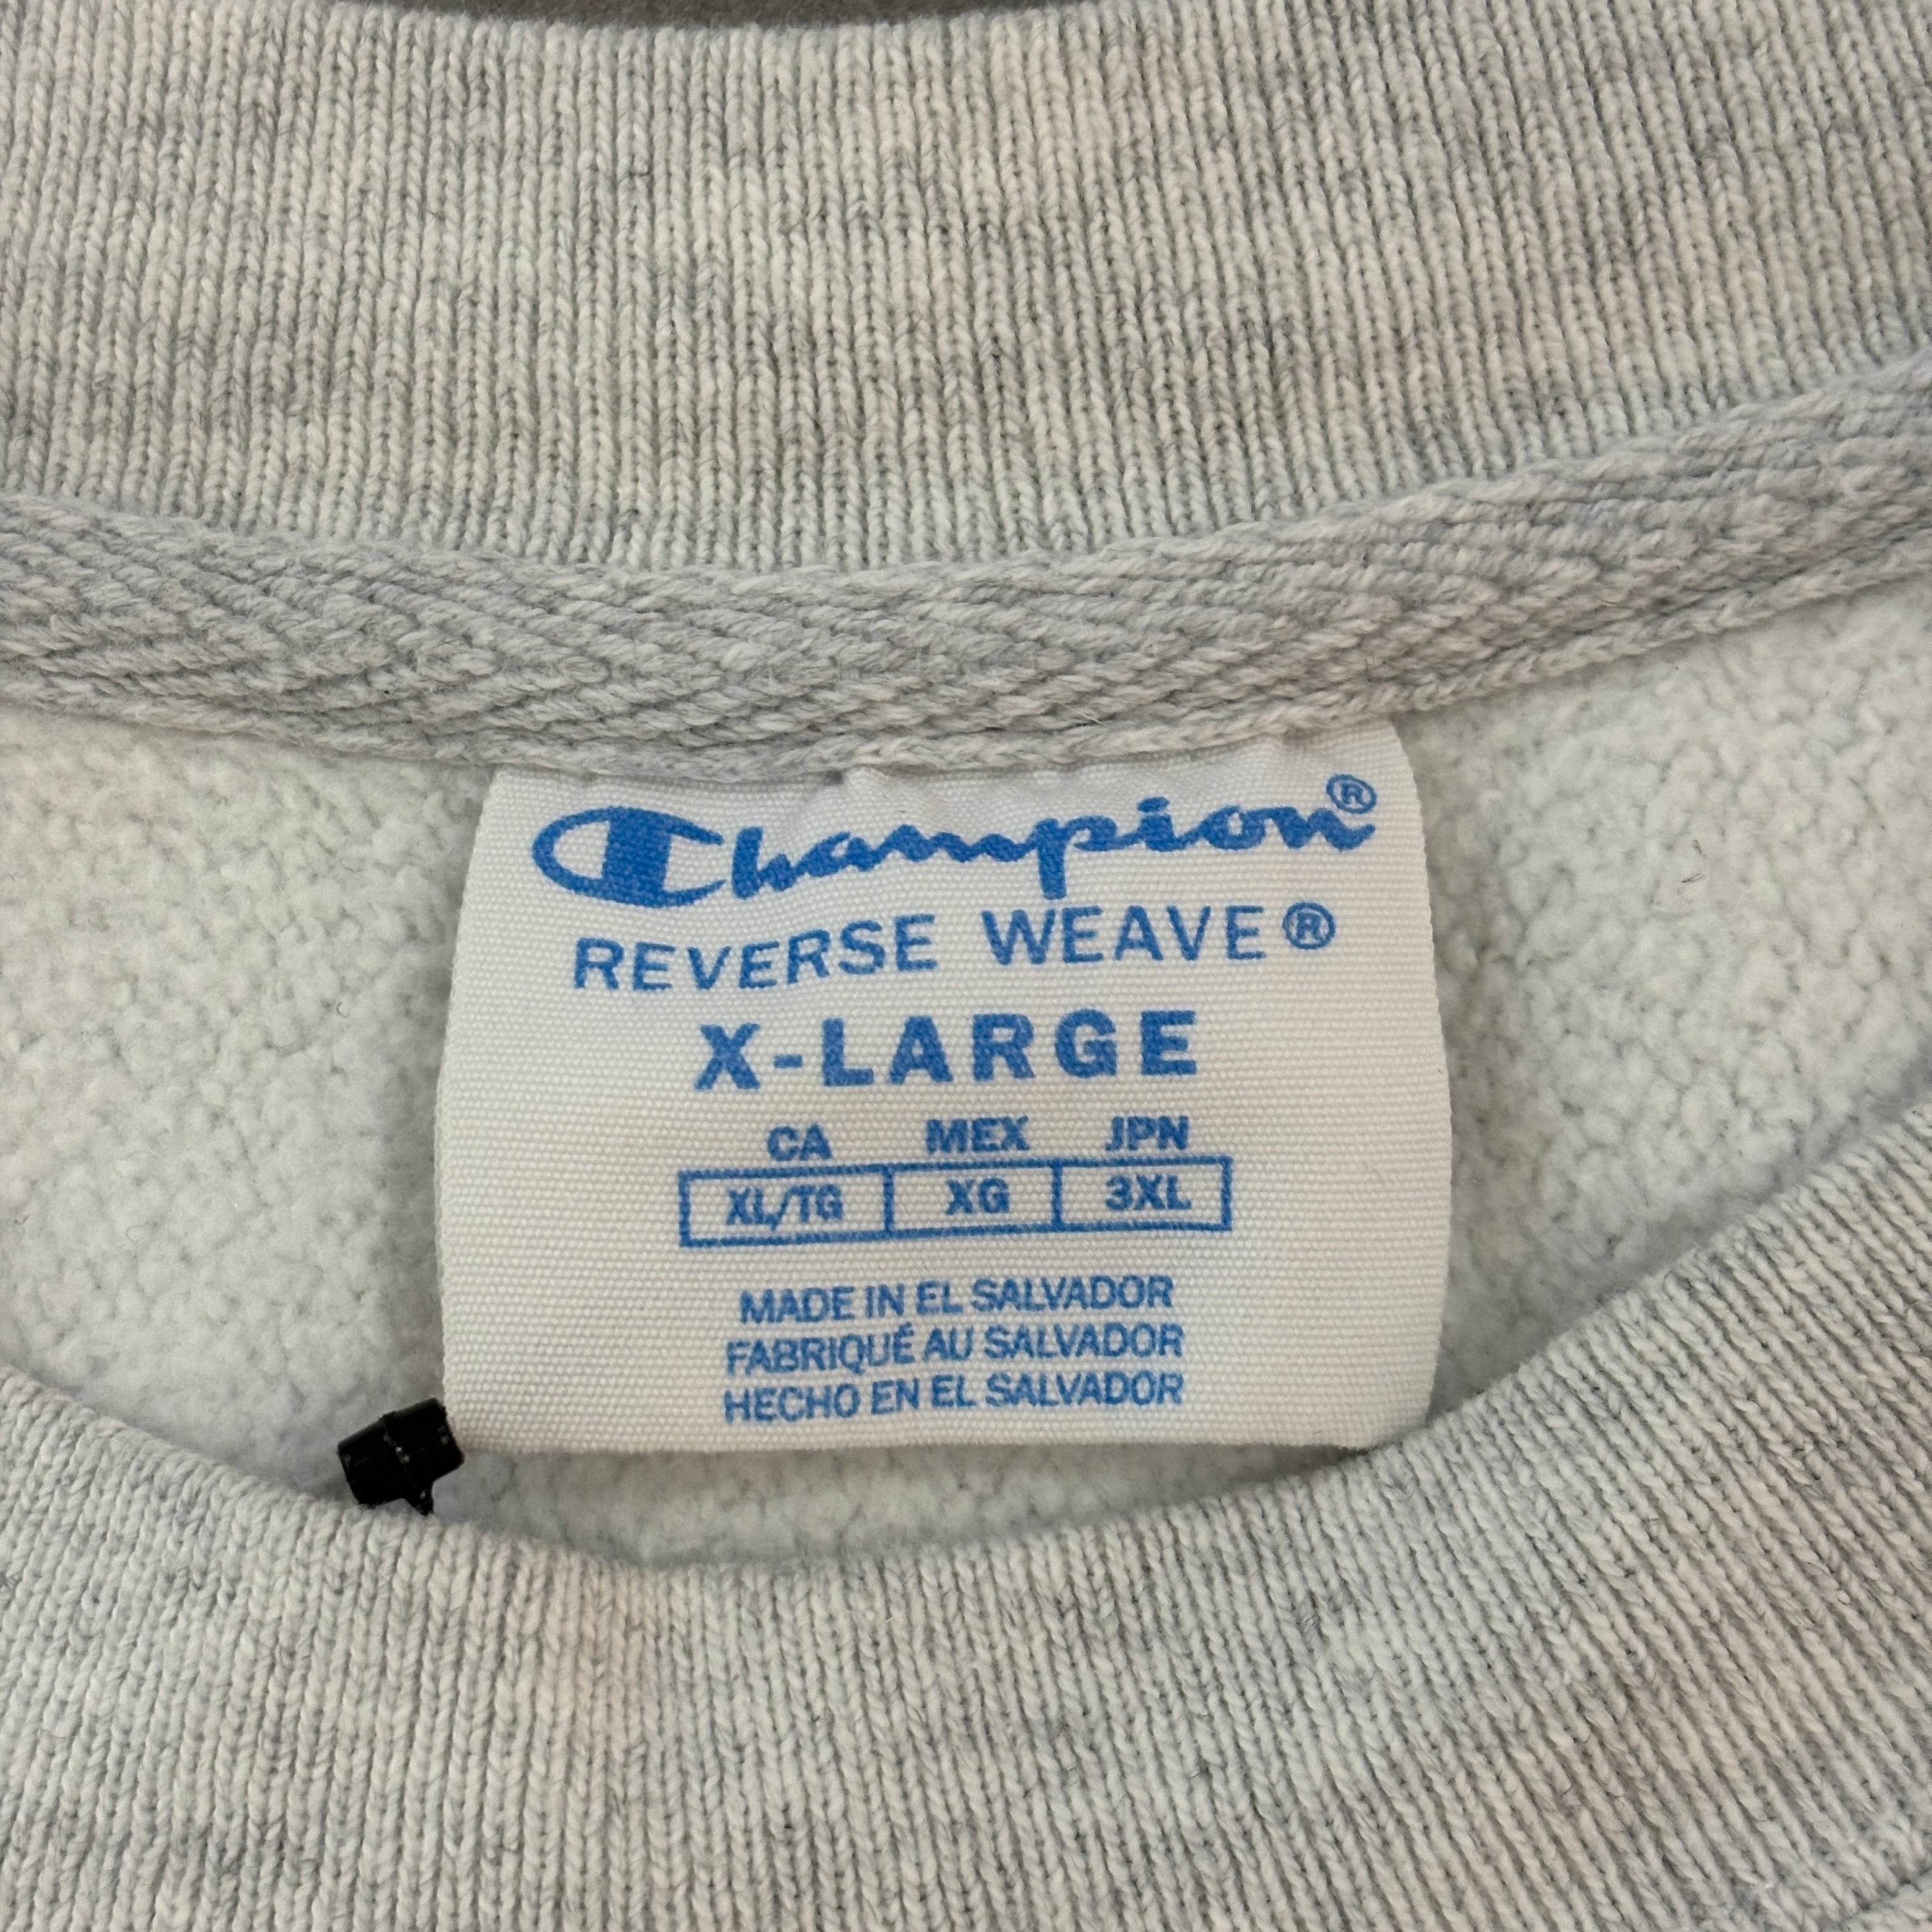 Champion®
REVERSE WEAVE®
X-LARGE
CA MEX JPN
XL/TG XG 3XL
MADE IN EL SALVADOR
FABRIQUÉ AU SALVADOR
HECHO EN EL SALVADOR